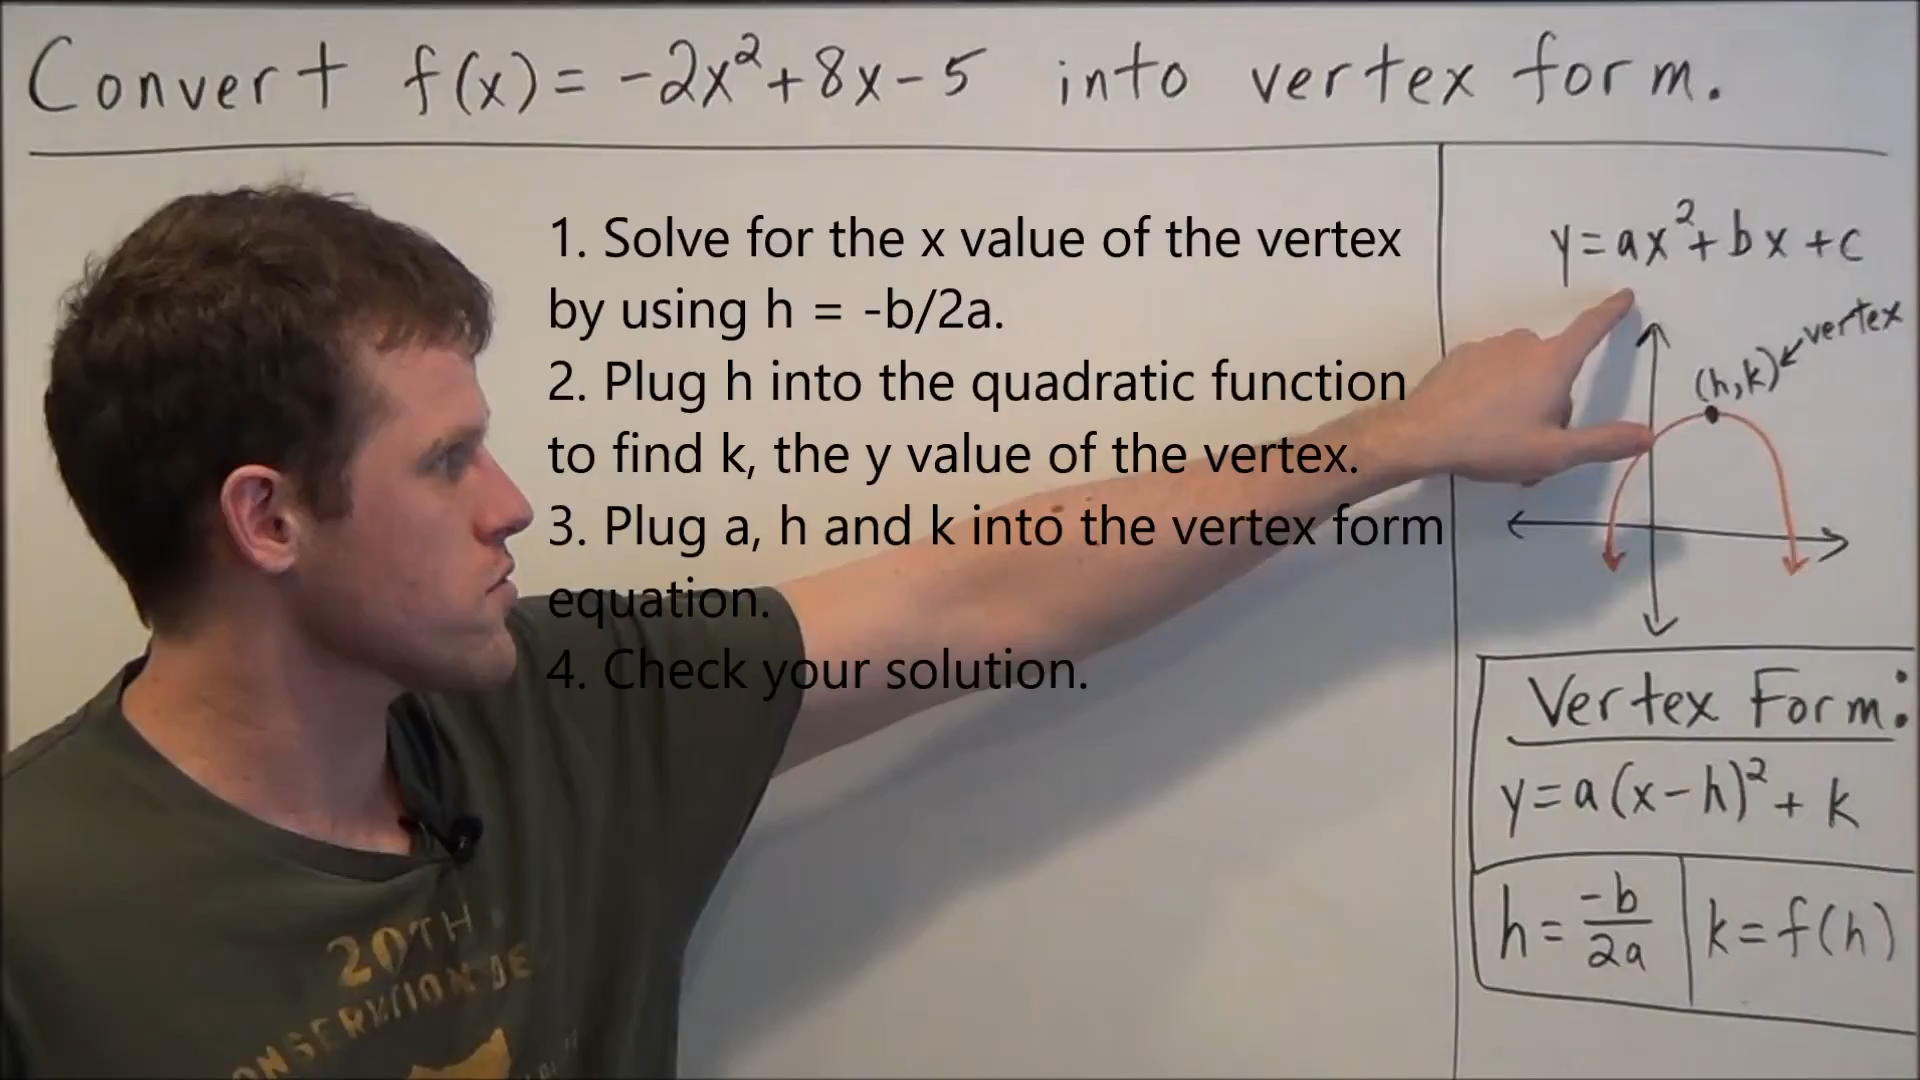 Convert f(x) = -2x²+8x-5 into vertex form.
1. Solve for the x value of the vertex
by using h = -b/2a.
2. Plug h into the quadratic function
to find k, the y value of the vertex.
3. Plug a, h and k into the vertex form
equation.
4. Check your solution.
y=ax²+bx+c
vertex
(h,k)
Vertex Form:
y=a(x-h)²+k
h=-b/2a
k=f(h)
20TH